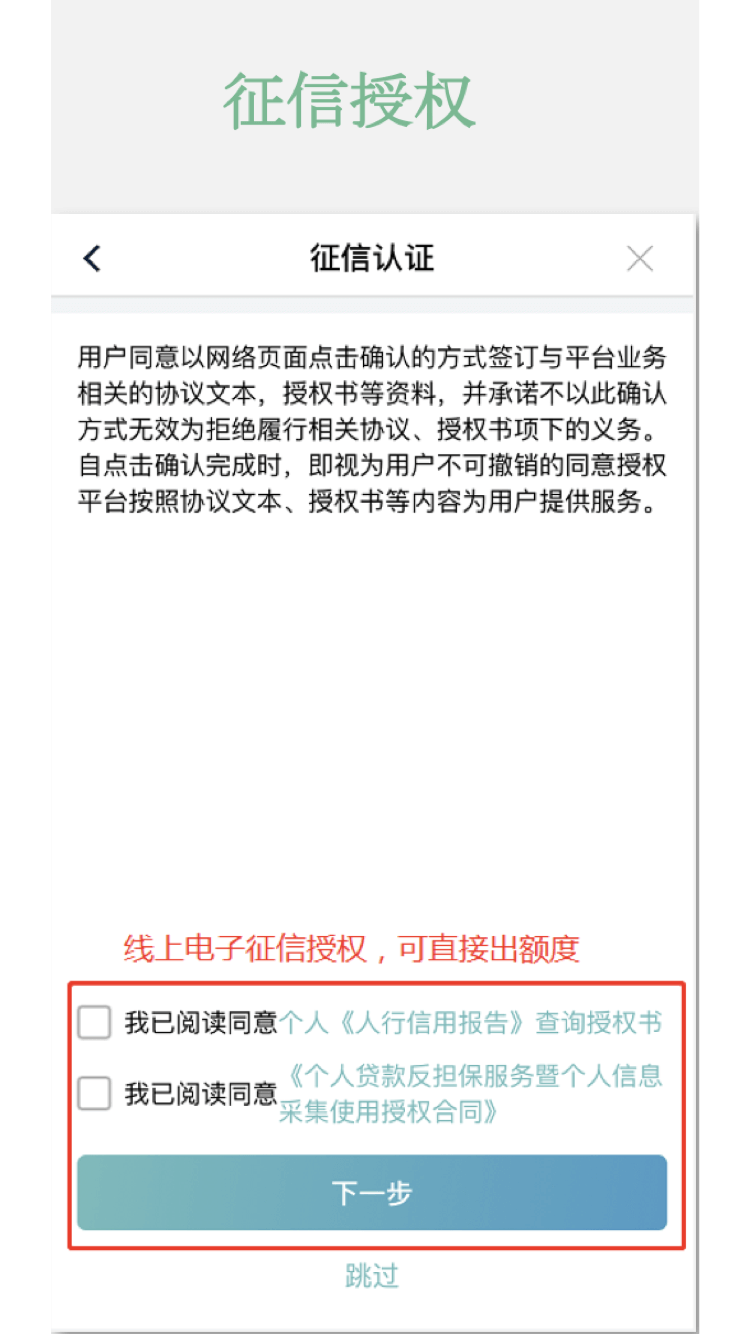 征信授权
征信认证
用户同意以网络页面点击确认的方式签订与平台业务
相关的协议文本，授权书等资料，并承诺不以此确认
方式无效为拒绝履行相关协议、授权书项下的义务。
自点击确认完成时，即视为用户不可撤销的同意授权
平台按照协议文本、授权书等内容为用户提供服务。
线上电子征信授权，可直接出额度
我已阅读同意个人《人行信用报告》查询授权书
我已阅读同意《个人贷款反担保服务暨个人信息
采集使用授权合同》
下一步
跳过